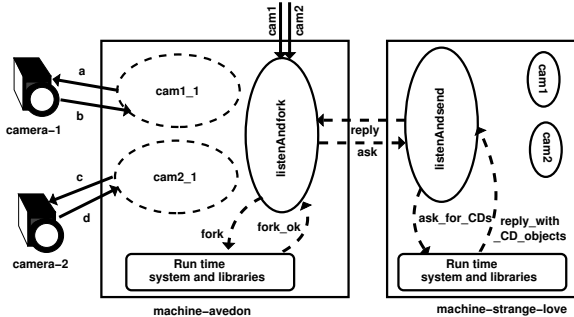 cam1
cam2
a
b
camera-1
cam1_1
c
d
camera-2
cam2_1
listenAndfork
fork
fork_ok
Run time
system and libraries
machine-avedon
reply
ask
listenAndsend
cam1
cam2
ask_for_CDs
reply_with
_CD_objects
Run time
system and libraries
machine-strange-love